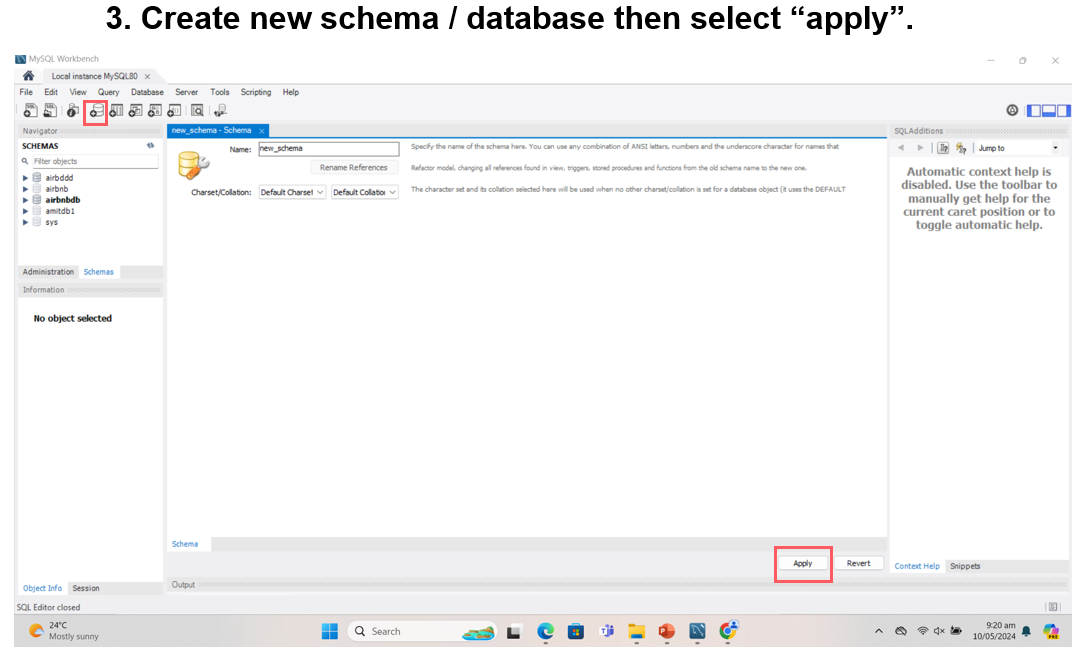 3. Create new schema / database then select “apply”.
MySQL Workbench
Local instance MySQL80
File Edit View Query Database Server Tools Scripting Help
Navigator
SCHEMAS
Filter objects
airbddd
airbnb
airbnbdb
amitdb1
sys
Administration Schemas
Information
No object selected
Object Info Session
new_schema - Schema
Name: new_schema
Specify the name of the schema here. You can use any combination of ANSI letters, numbers and the underscore character for names that
Rename References
Refactor model, changing all references found in view, triggers, stored procedures and functions from the old schema name to the new one.
Charset/Collation: Default Charset Default Collation
The character set and its collation selected here will be used when no other charset/collation is set for a database object (it uses the DEFAULT
Schema
Apply Revert
Output
SQLAdditions
Jump to
Automatic context help is
disabled. Use the toolbar to
manually get help for the
current caret position or to
toggle automatic help.
Context Help Snippets
SQL Editor closed
24°C
Mostly sunny
Search
9:20 am
10/05/2024
PRE